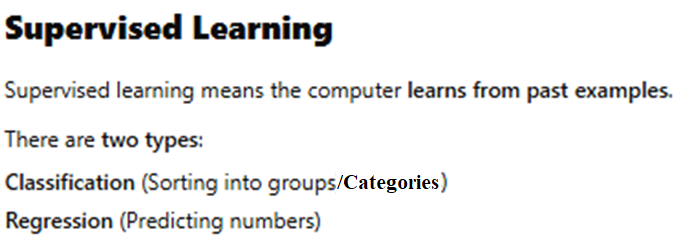 Supervised Learning
Supervised learning means the computer learns from past examples.
There are two types:
Classification (Sorting into groups/Categories)
Regression (Predicting numbers)